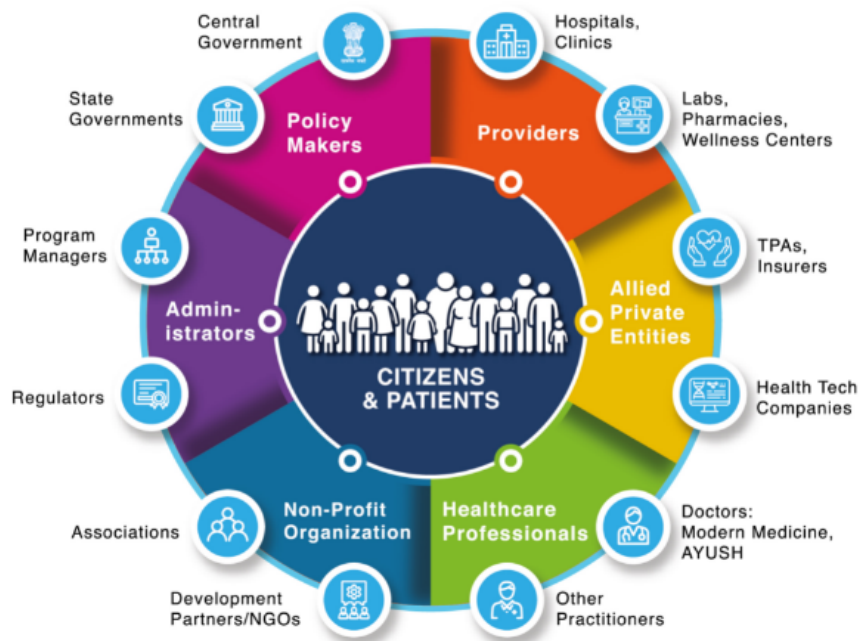 Central
Government
Hospitals,
Clinics
State
Governments
Policy
Makers
Providers
Labs,
Pharmacies,
Wellness Centers
Program
Managers
TPAs,
Insurers
Admin-
istrators
Allied
Private
Entities
CITIZENS
& PATIENTS
Regulators
Health Tech
Companies
Non-Profit
Organization
Healthcare
Professionals
Associations
Doctors:
Modern Medicine,
AYUSH
Development
Partners/NGOs
Other
Practitioners